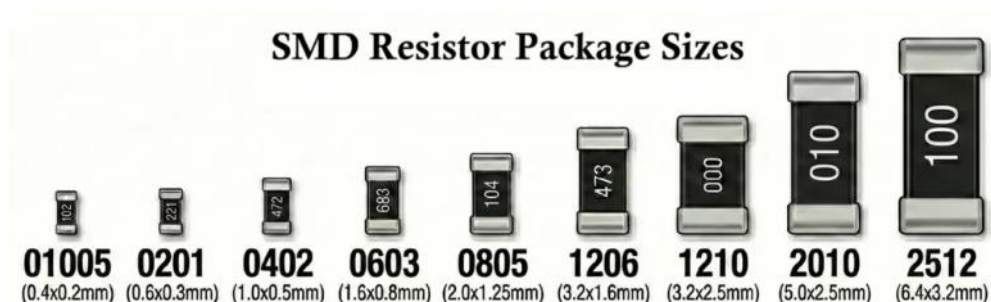 SMD Resistor Package Sizes
102 221 472 683 104 473 000 010 100
01005 0201 0402 0603 0805 1206 1210 2010 2512
(0.4x0.2mm) (0.6x0.3mm) (1.0x0.5mm) (1.6x0.8mm) (2.0x1.25mm) (3.2x1.6mm) (3.2x2.5mm) (5.0x2.5mm) (6.4x3.2mm)